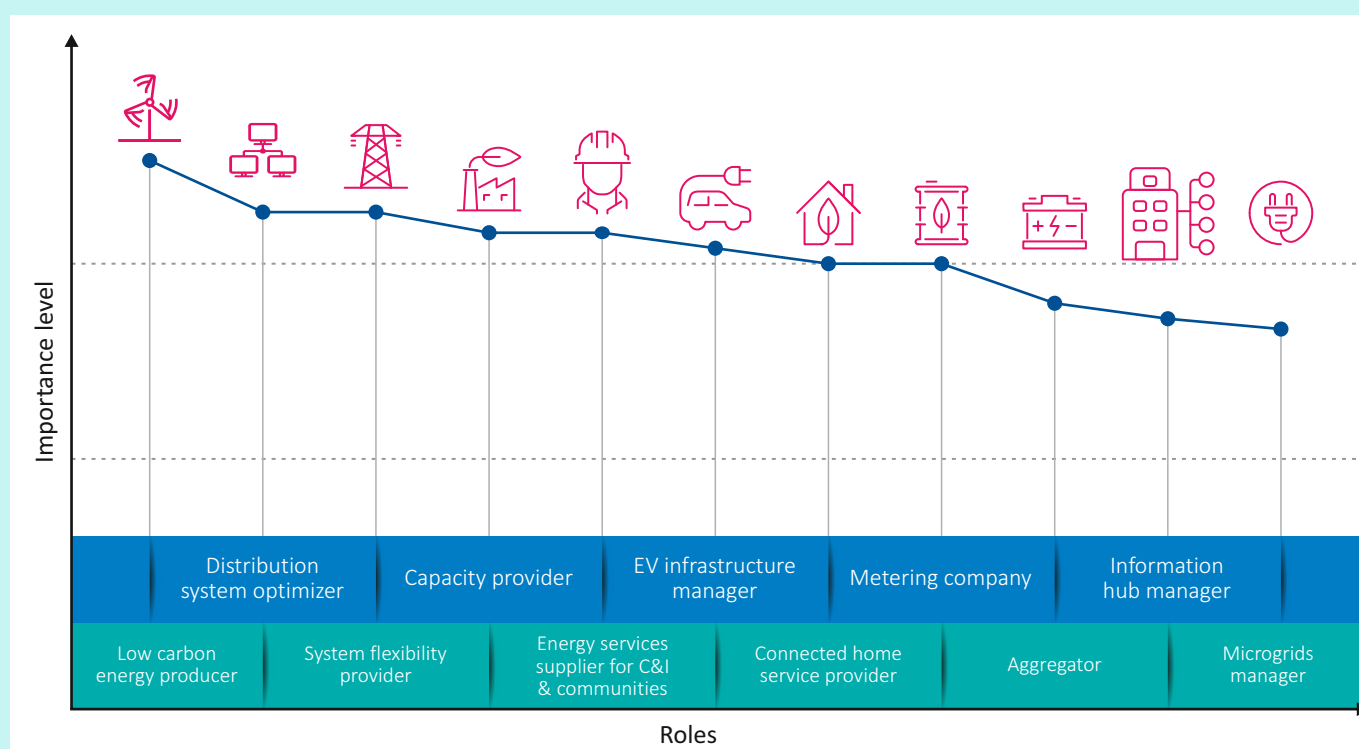 Importance level
Distribution
system optimizer
Capacity provider
EV infrastructure
manager
Metering company
Information
hub manager
Low carbon
energy producer
System flexibility
provider
Energy services
supplier for C&I
& communities
Connected home
service provider
Aggregator
Microgrids
manager
Roles